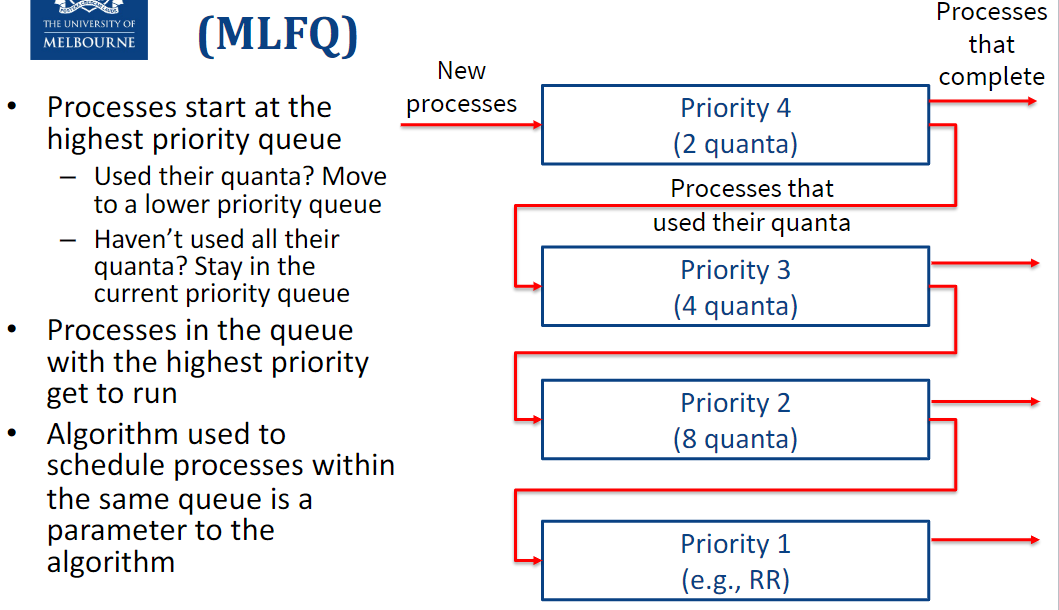 THE UNIVERSITY OF
MELBOURNE
(MLFQ)
• Processes start at the
highest priority queue
– Used their quanta? Move
to a lower priority queue
– Haven’t used all their
quanta? Stay in the
current priority queue
• Processes in the queue
with the highest priority
get to run
• Algorithm used to
schedule processes within
the same queue is a
parameter to the
algorithm
New
processes
Processes
that
complete
Priority 4
(2 quanta)
Processes that
used their quanta
Priority 3
(4 quanta)
Priority 2
(8 quanta)
Priority 1
(e.g., RR)